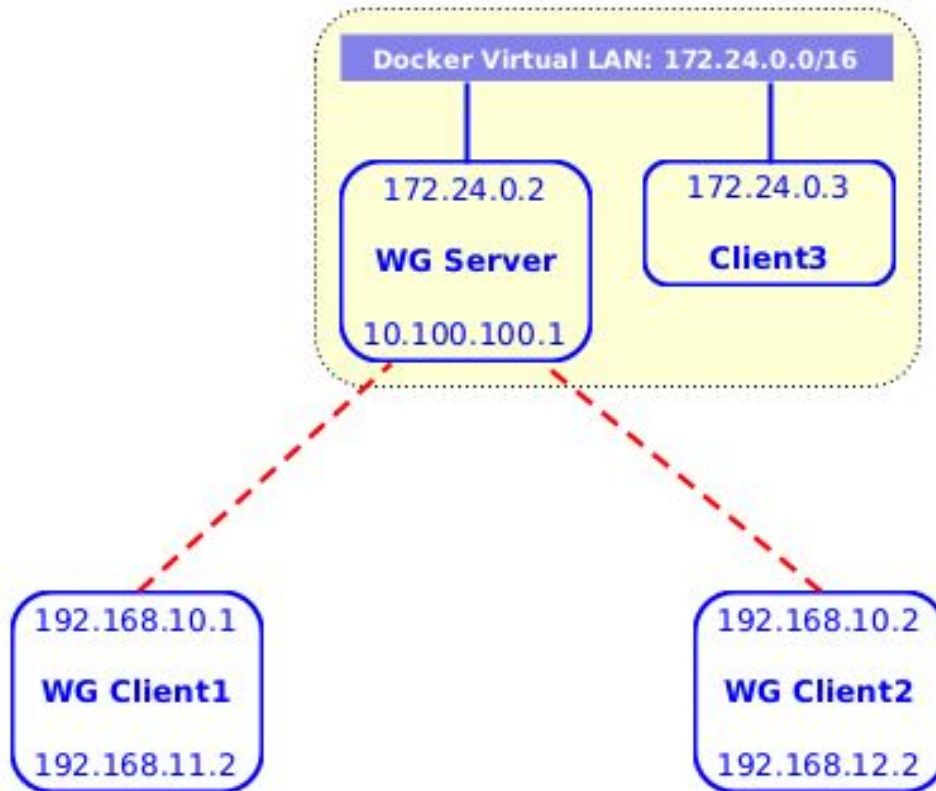 Docker Virtual LAN: 172.24.0.0/16
172.24.0.2
WG Server
10.100.100.1
172.24.0.3
Client3
192.168.10.1
WG Client1
192.168.11.2
192.168.10.2
WG Client2
192.168.12.2